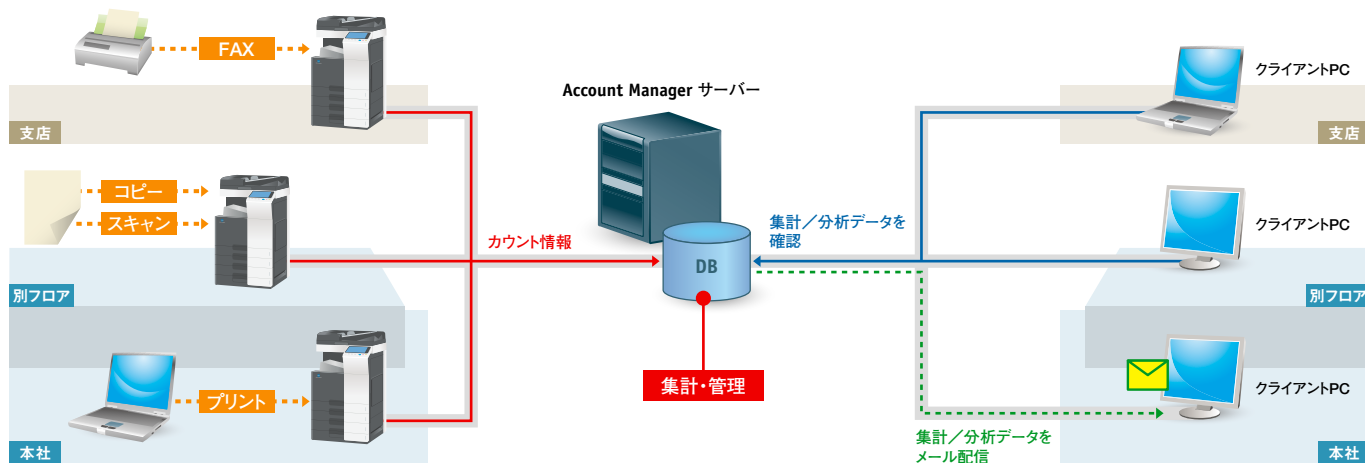 FAX
支店
コピー
スキャン
別フロア
プリント
本社
カウント情報
Account Manager サーバー
DB
集計・管理
集計／分析データを
確認
集計／分析データを
メール配信
クライアントPC
支店
クライアントPC
別フロア
クライアントPC
本社